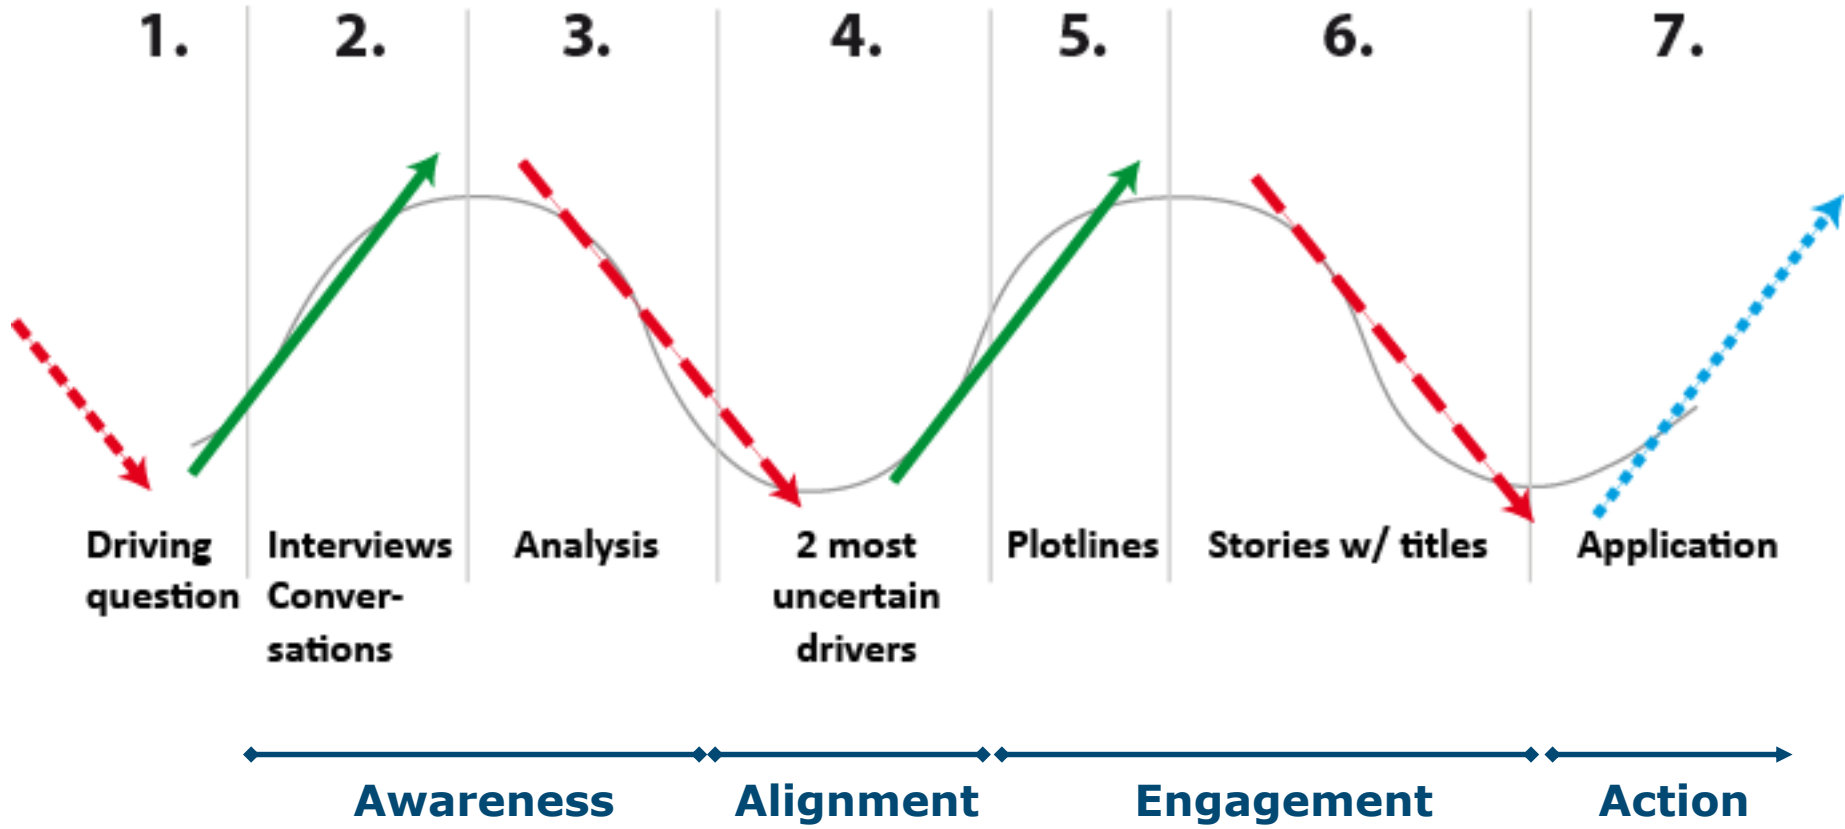 1. 2. 3. 4. 5. 6. 7.
Driving
question
Interviews
Conver-
sations
Analysis
2 most
uncertain
drivers
Plotlines
Stories w/ titles
Application
Awareness
Alignment
Engagement
Action